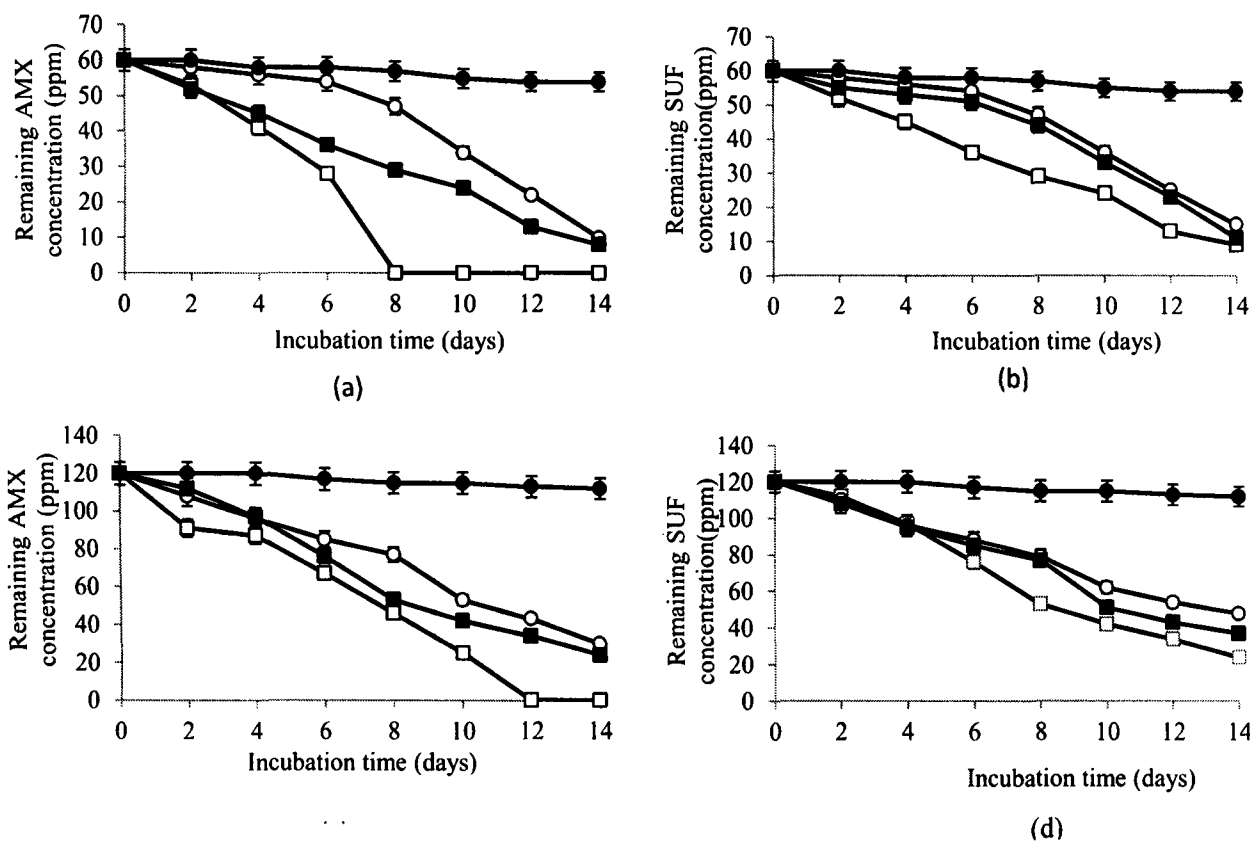 Remaining AMX
concentration (ppm)
70
60
50
40
30
20
10
0
0 2 4 6 8 10 12 14
Incubation time (days)
(a)
Remaining SUF
concentration(ppm)
70
60
50
40
30
20
10
0
0 2 4 6 8 10 12 14
Incubation time (days)
(b)
Remaining AMX
concentration (ppm)
140
120
100
80
60
40
20
0
0 2 4 6 8 10 12 14
Incubation time (days)
Remaining SUF
concentration(ppm)
140
120
100
80
60
40
20
0
0 2 4 6 8 10 12 14
Incubation time (days)
(d)